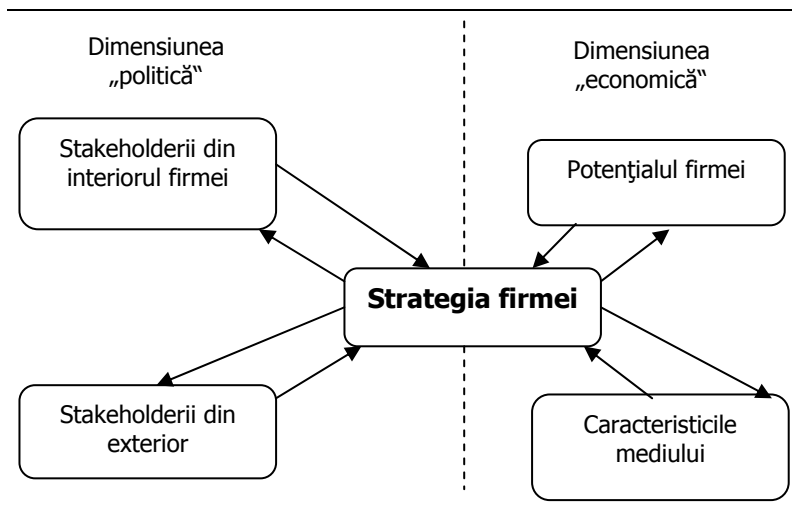 Dimensiunea
„politică“
Dimensiunea
„economică“
Stakeholderii din
interiorul firmei
Potenţialul firmei
Strategia firmei
Stakeholderii din
exterior
Caracteristicile
mediului